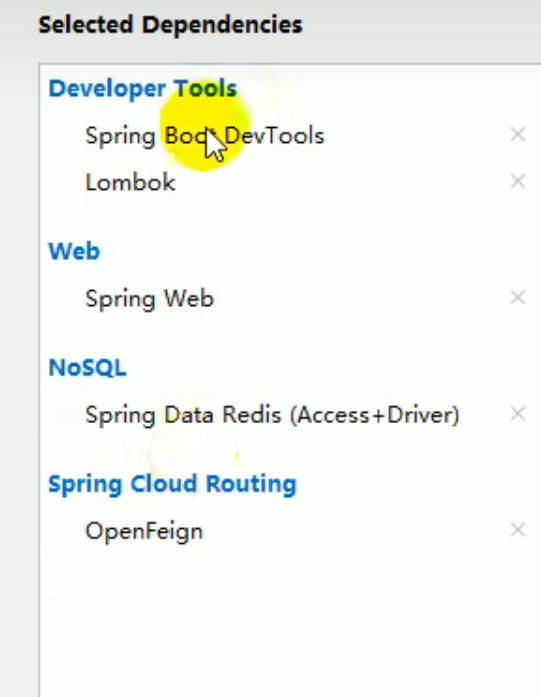 Selected Dependencies
Developer Tools
Spring Boot DevTools
Lombok
Web
Spring Web
NoSQL
Spring Data Redis (Access+Driver)
Spring Cloud Routing
OpenFeign